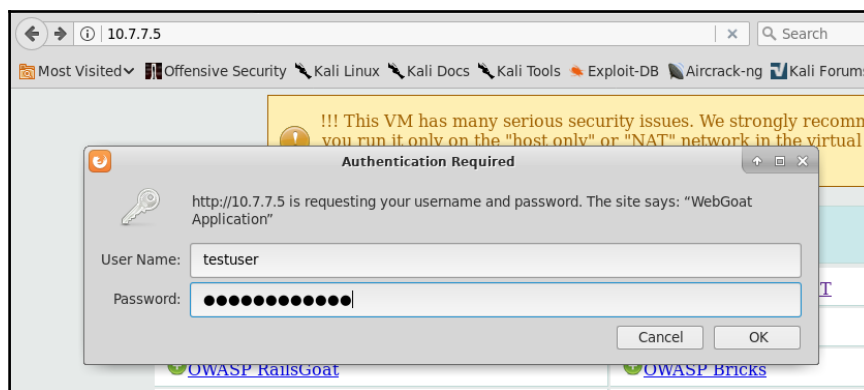 10.7.7.5
Search
Most Visited Offensive Security Kali Linux Kali Docs Kali Tools Exploit-DB Aircrack-ng Kali Forums
!!! This VM has many serious security issues. We strongly recomm
you run it only on the "host only" or "NAT" network in the virtual
Authentication Required
http://10.7.7.5 is requesting your username and password. The site says: “WebGoat
Application”
User Name: testuser
Password: ●●●●●●●●●●●●
T
Cancel OK
OWASP RailsGoat OWASP Bricks